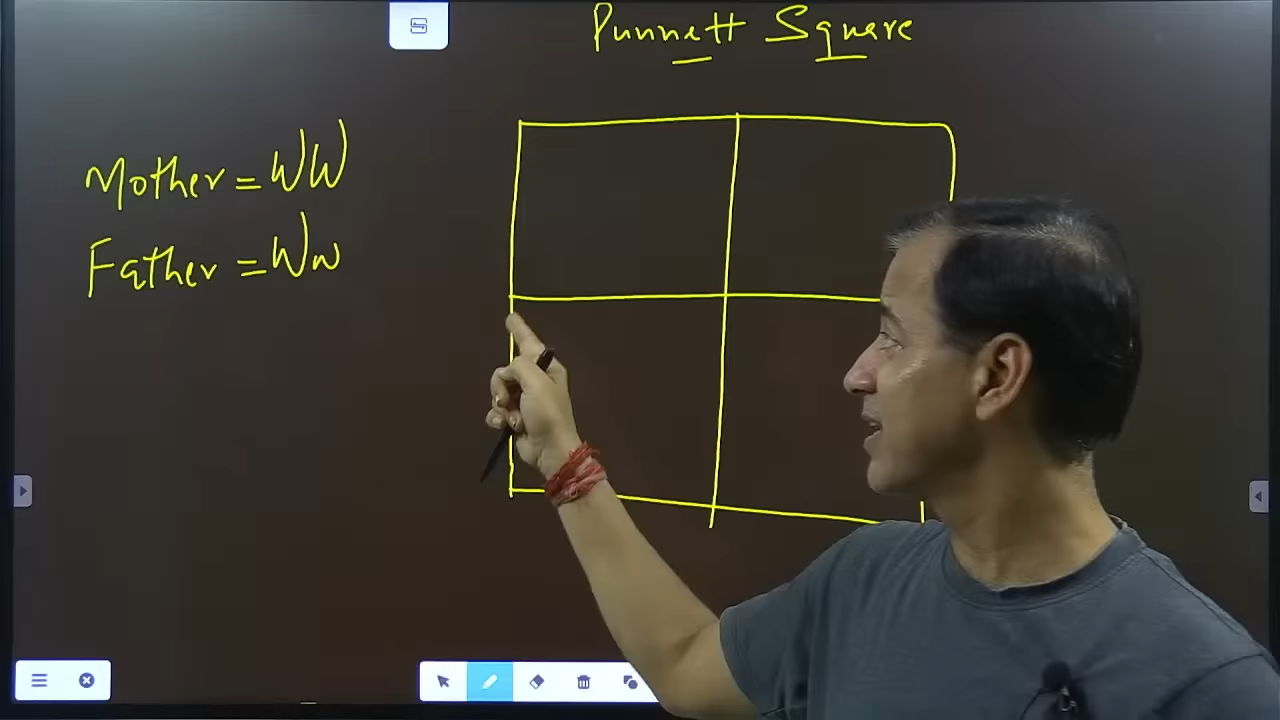 Punnett Square
Mother = WW
Father = Ww